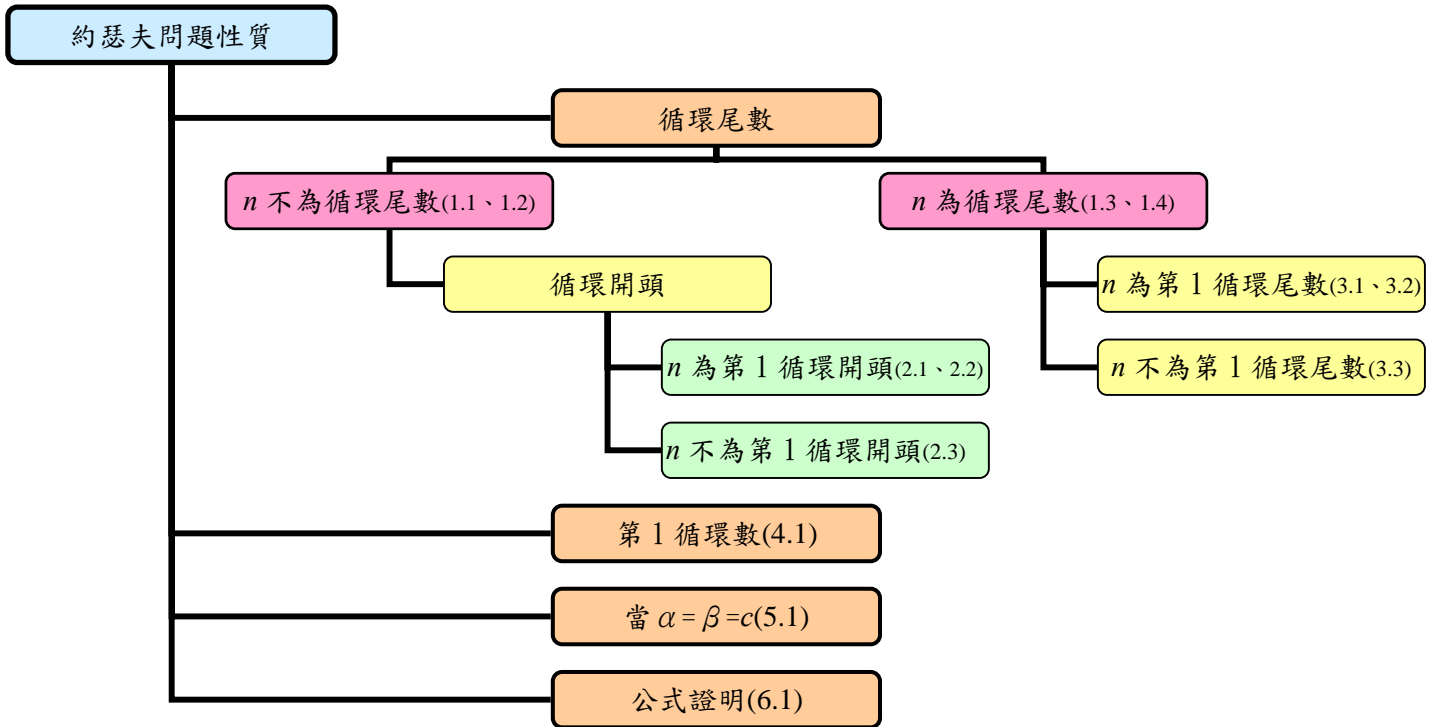 約瑟夫問題性質
循環尾數
n 不為循環尾數(1.1、1.2)
n 為循環尾數(1.3、1.4)
循環開頭
n 為第 1 循環尾數(3.1、3.2)
n 為第 1 循環開頭(2.1、2.2)
n 不為第 1 循環尾數(3.3)
n 不為第 1 循環開頭(2.3)
第 1 循環數(4.1)
當 α = β =c(5.1)
公式證明(6.1)